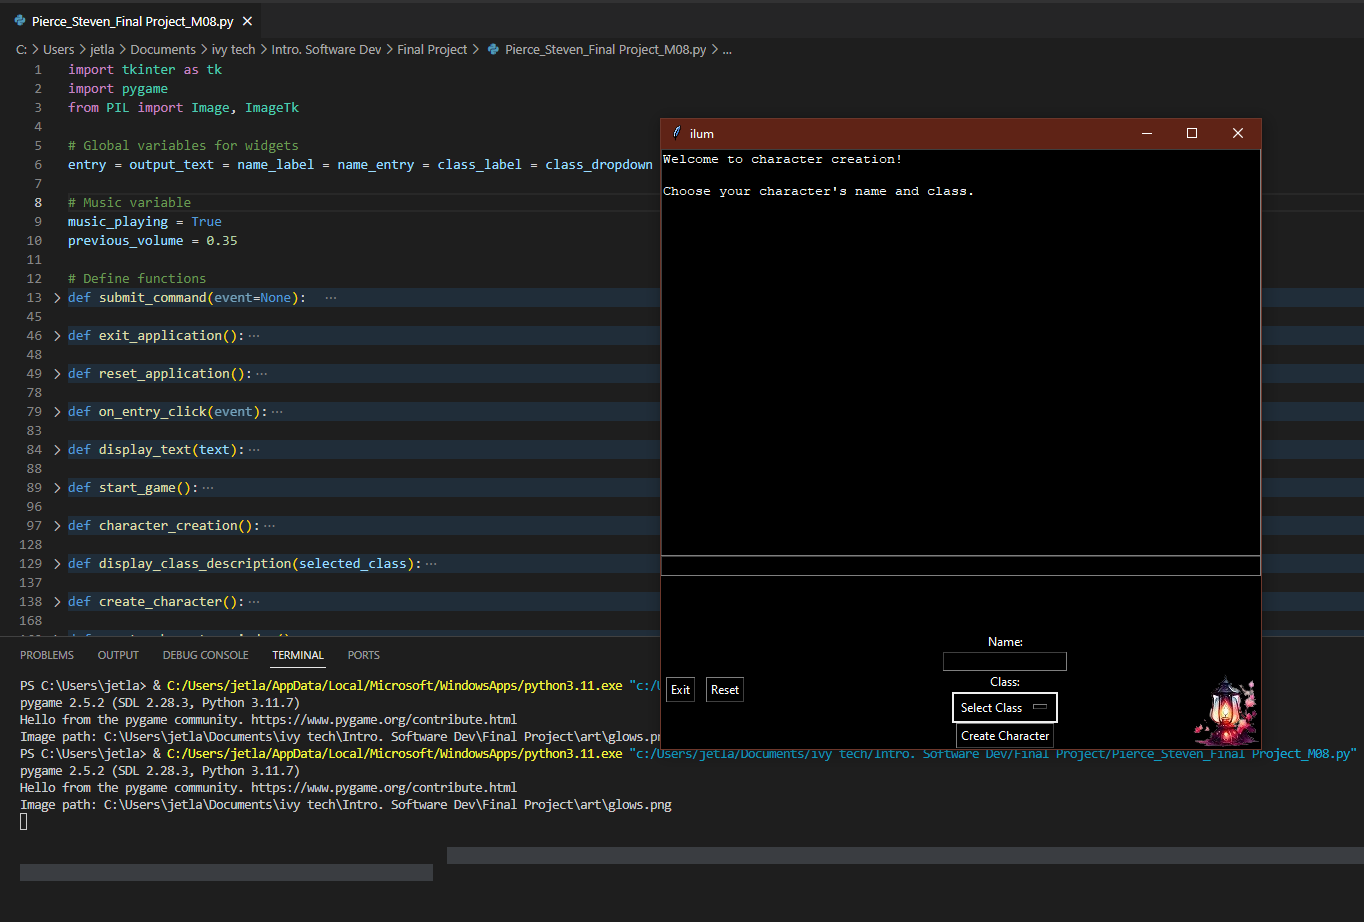 Pierce_Steven_Final Project_M08.py
C: > Users > jetla > Documents > ivy tech > Intro. Software Dev > Final Project > Pierce_Steven_Final Project_M08.py > ...
1 import tkinter as tk
2 import pygame
3 from PIL import Image, ImageTk
4
5 # Global variables for widgets
6 entry = output_text = name_label = name_entry = class_label = class_dropdown
7
8 # Music variable
9 music_playing = True
10 previous_volume = 0.35
11
12 # Define functions
13 > def submit_command(event=None): ...
45
46 > def exit_application(): ...
48
49 > def reset_application(): ...
78
79 > def on_entry_click(event): ...
83
84 > def display_text(text): ...
88
89 > def start_game(): ...
96
97 > def character_creation(): ...
128
129 > def display_class_description(selected_class): ...
137
138 > def create_character(): ...
168
ilum
Welcome to character creation!
Choose your character's name and class.
Name:
Class:
Exit Reset
Select Class
Create Character
PROBLEMS OUTPUT DEBUG CONSOLE TERMINAL PORTS
PS C:\Users\jetla> & C:/Users/jetla/AppData/Local/Microsoft/WindowsApps/python3.11.exe "c:/
pygame 2.5.2 (SDL 2.28.3, Python 3.11.7)
Hello from the pygame community. https://www.pygame.org/contribute.html
Image path: C:\Users\jetla\Documents\ivy tech\Intro. Software Dev\Final Project\art\glows.pn
PS C:\Users\jetla> & C:/Users/jetla/AppData/Local/Microsoft/WindowsApps/python3.11.exe "c:/Users/jetla/Documents/ivy tech/Intro. Software Dev/Final Project/Pierce_Steven_Final Project_M08.py"
pygame 2.5.2 (SDL 2.28.3, Python 3.11.7)
Hello from the pygame community. https://www.pygame.org/contribute.html
Image path: C:\Users\jetla\Documents\ivy tech\Intro. Software Dev\Final Project\art\glows.png